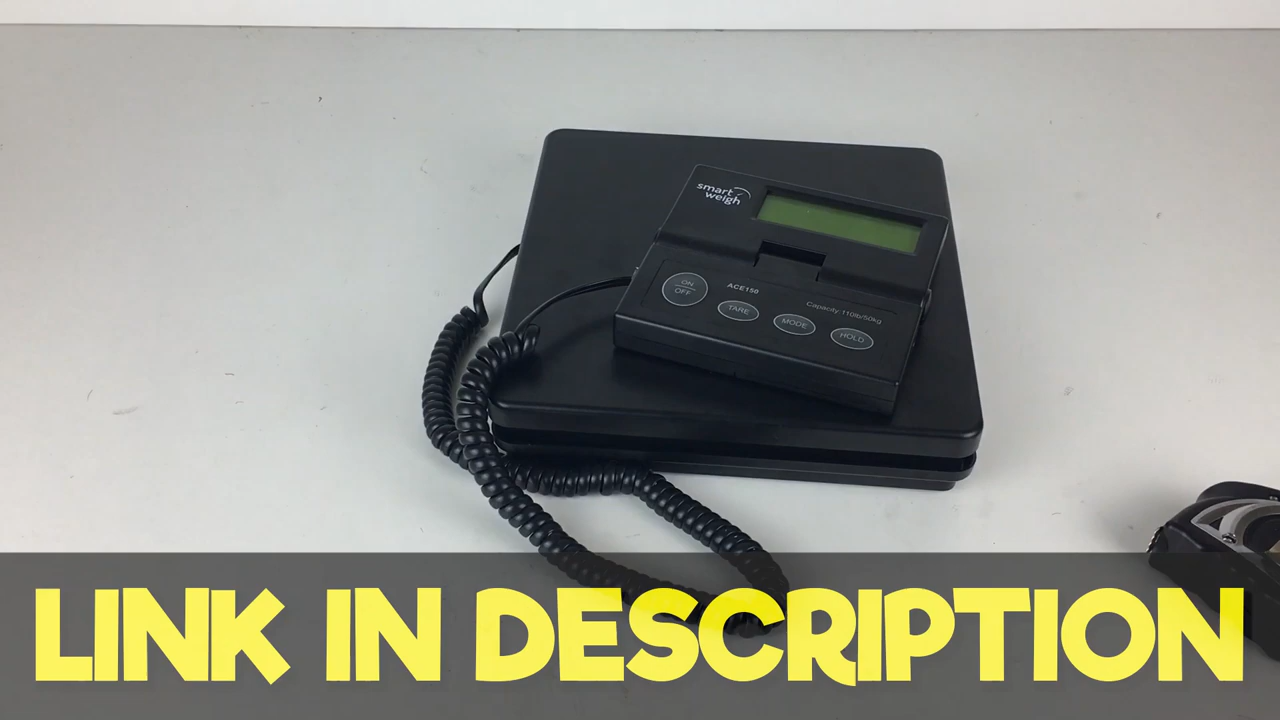 smart
weigh
ON
OFF
ACE150
Capacity:110lb/50kg
TARE
MODE
HOLD
LINK IN DESCRIPTION